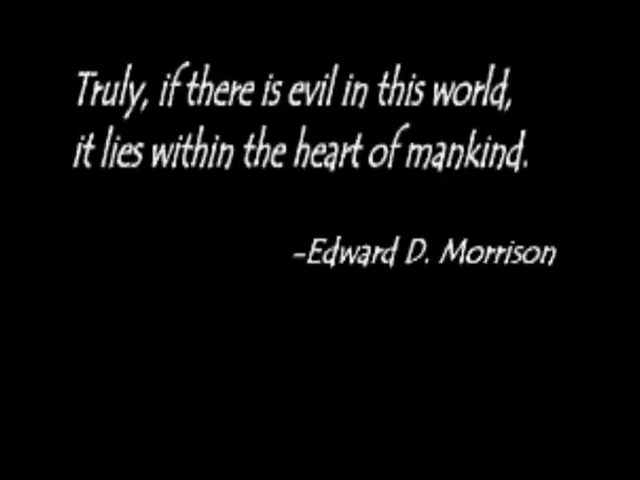 Truly, if there is evil in this world,
it lies within the heart of mankind.
-Edward D. Morrison